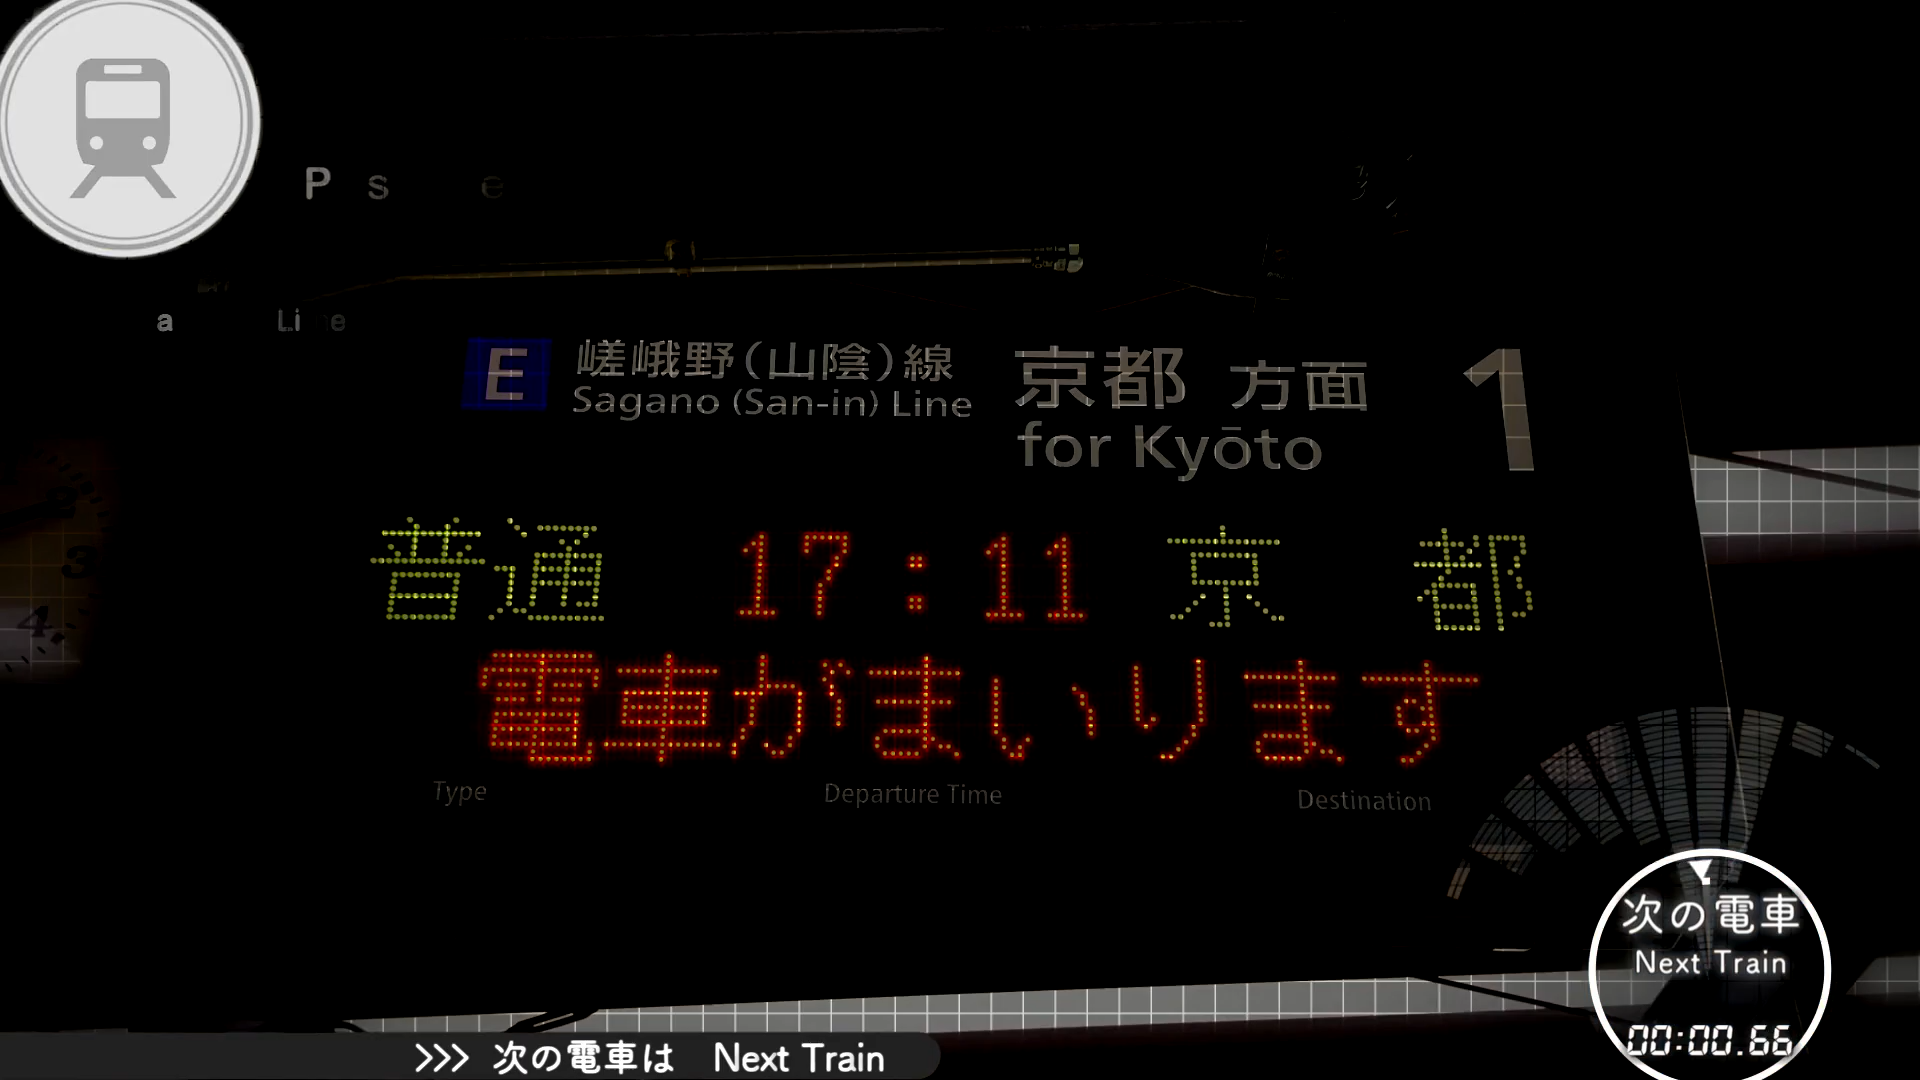 E 嵯峨野(山陰)線 京都 方面 1
Sagano (San-in) Line for Kyōto
普通 17:11 京都
電車がまいります
Type Departure Time Destination
次の電車
Next Train
00:00.66
>>> 次の電車は Next Train